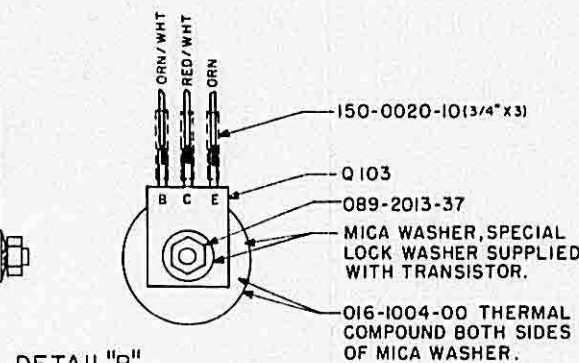 ORN/WHT
RED/WHT
ORN
150-0020-10(3/4" X3)
Q103
B C E
089-2013-37
MICA WASHER, SPECIAL
LOCK WASHER SUPPLIED
WITH TRANSISTOR.
016-1004-00 THERMAL
COMPOUND BOTH SIDES
OF MICA WASHER.
DETAIL "B"